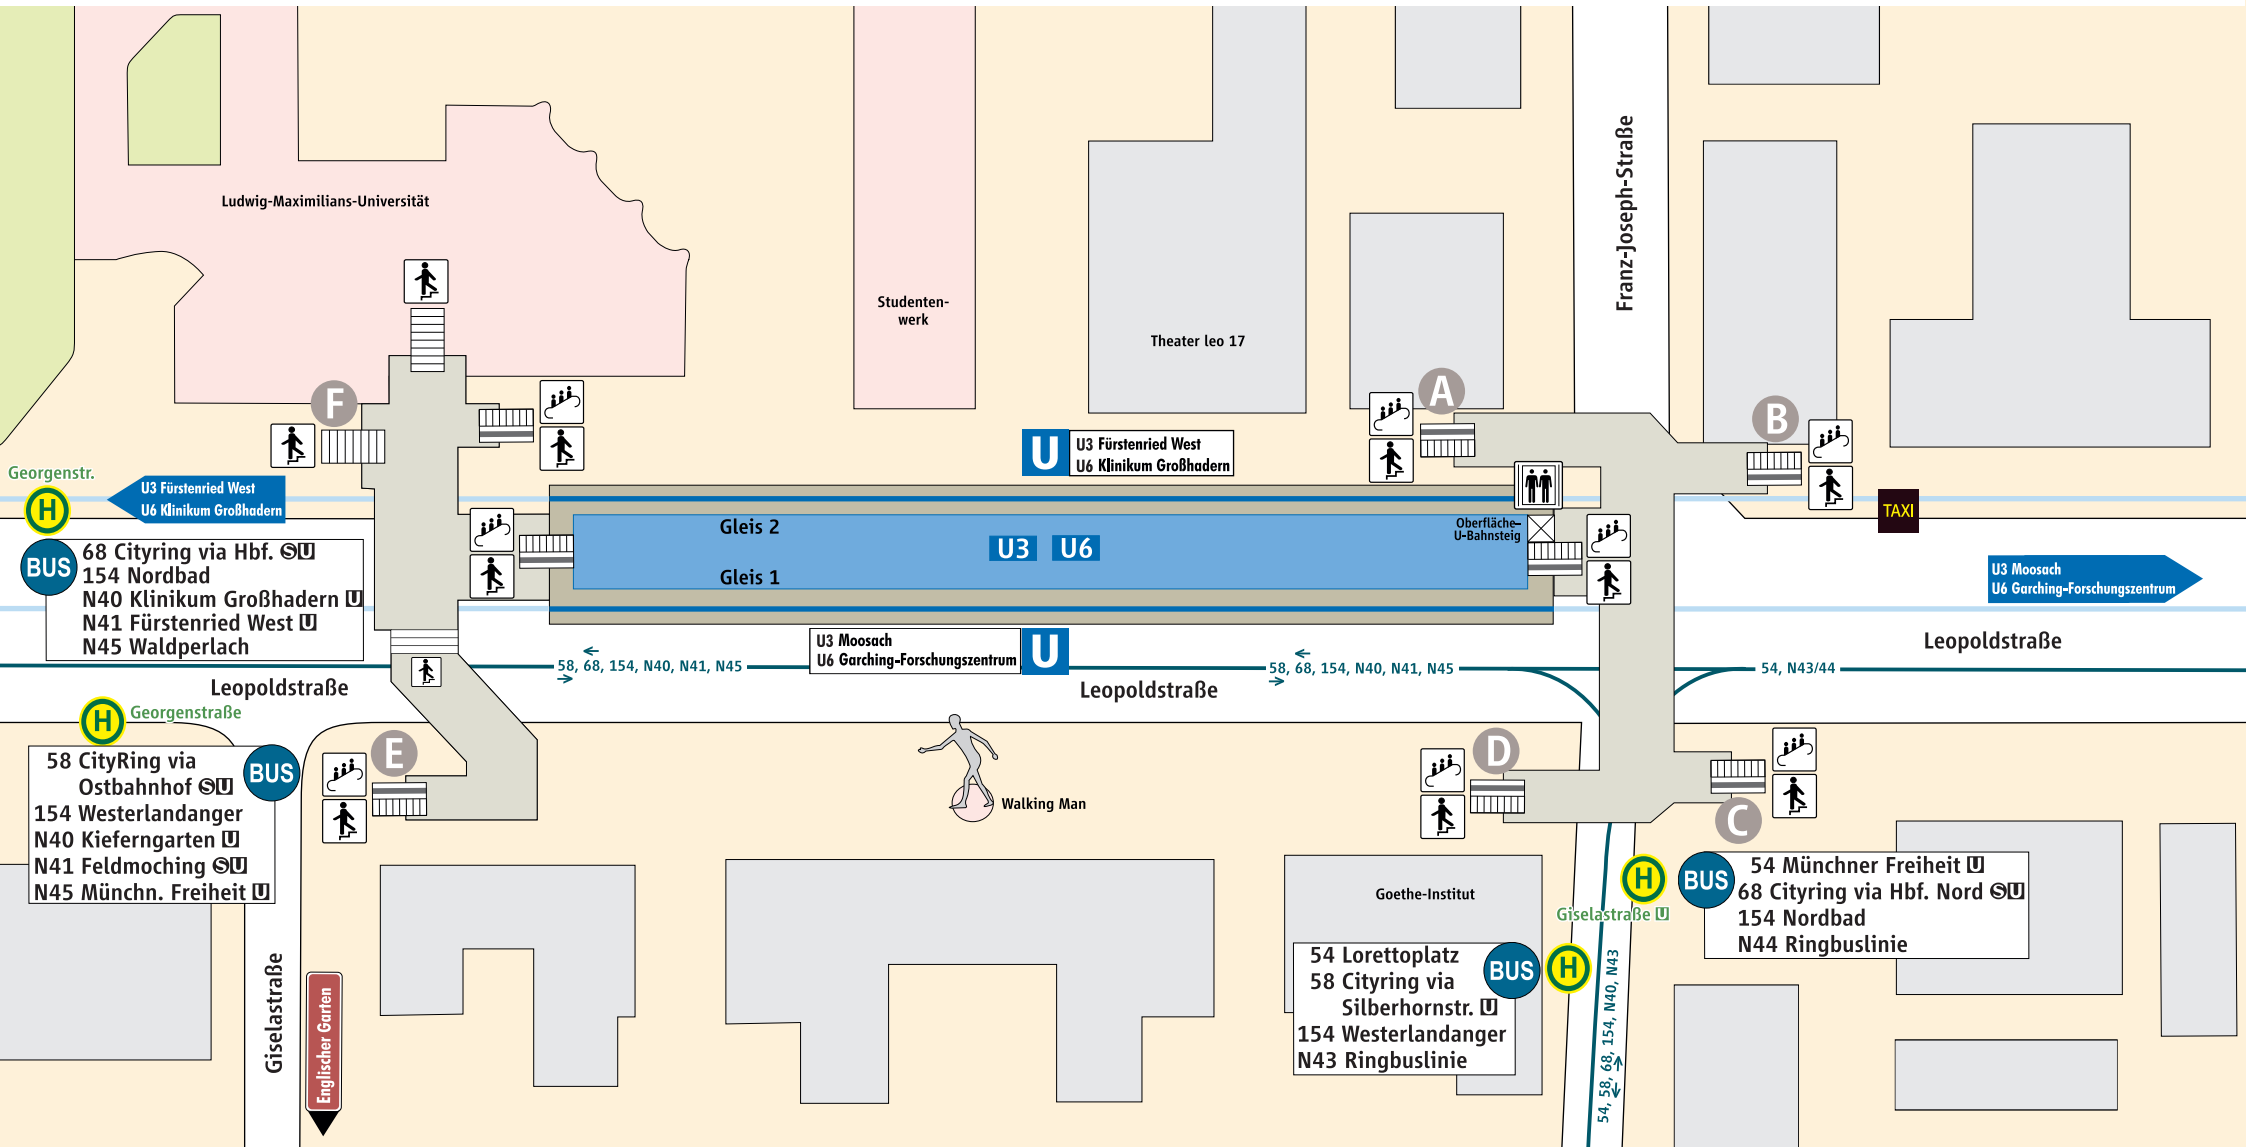 Ludwig-Maximilians-Universität
Studenten-
werk
Theater leo 17
Franz-Joseph-Straße
F
A
B
Georgenstr.
H
U3 Fürstenried West
U6 Klinikum Großhadern
U
U3 Fürstenried West
U6 Klinikum Großhadern
TAXI
BUS
68 Cityring via Hbf. S U
154 Nordbad
N40 Klinikum Großhadern U
N41 Fürstenried West U
N45 Waldperlach
Gleis 2
U3 U6
Gleis 1
Oberfläche–
U-Bahnsteig
U3 Moosach
U6 Garching-Forschungszentrum
Leopoldstraße
U3 Moosach
U6 Garching-Forschungszentrum
U
58, 68, 154, N40, N41, N45
58, 68, 154, N40, N41, N45
54, N43/44
Leopoldstraße
Leopoldstraße
H
Georgenstraße
E
D
C
BUS
58 CityRing via
Ostbahnhof S U
154 Westerlandanger
N40 Kieferngarten U
N41 Feldmoching S U
N45 Münchn. Freiheit U
Walking Man
Goethe-Institut
H
Giselastraße U
BUS
54 Münchner Freiheit U
68 Cityring via Hbf. Nord S U
154 Nordbad
N44 Ringbuslinie
BUS
H
54 Lorettoplatz
58 Cityring via
Silberhornstr. U
154 Westerlandanger
N43 Ringbuslinie
54, 58, 68, 154, N40, N43
Giselastraße
Englischer Garten